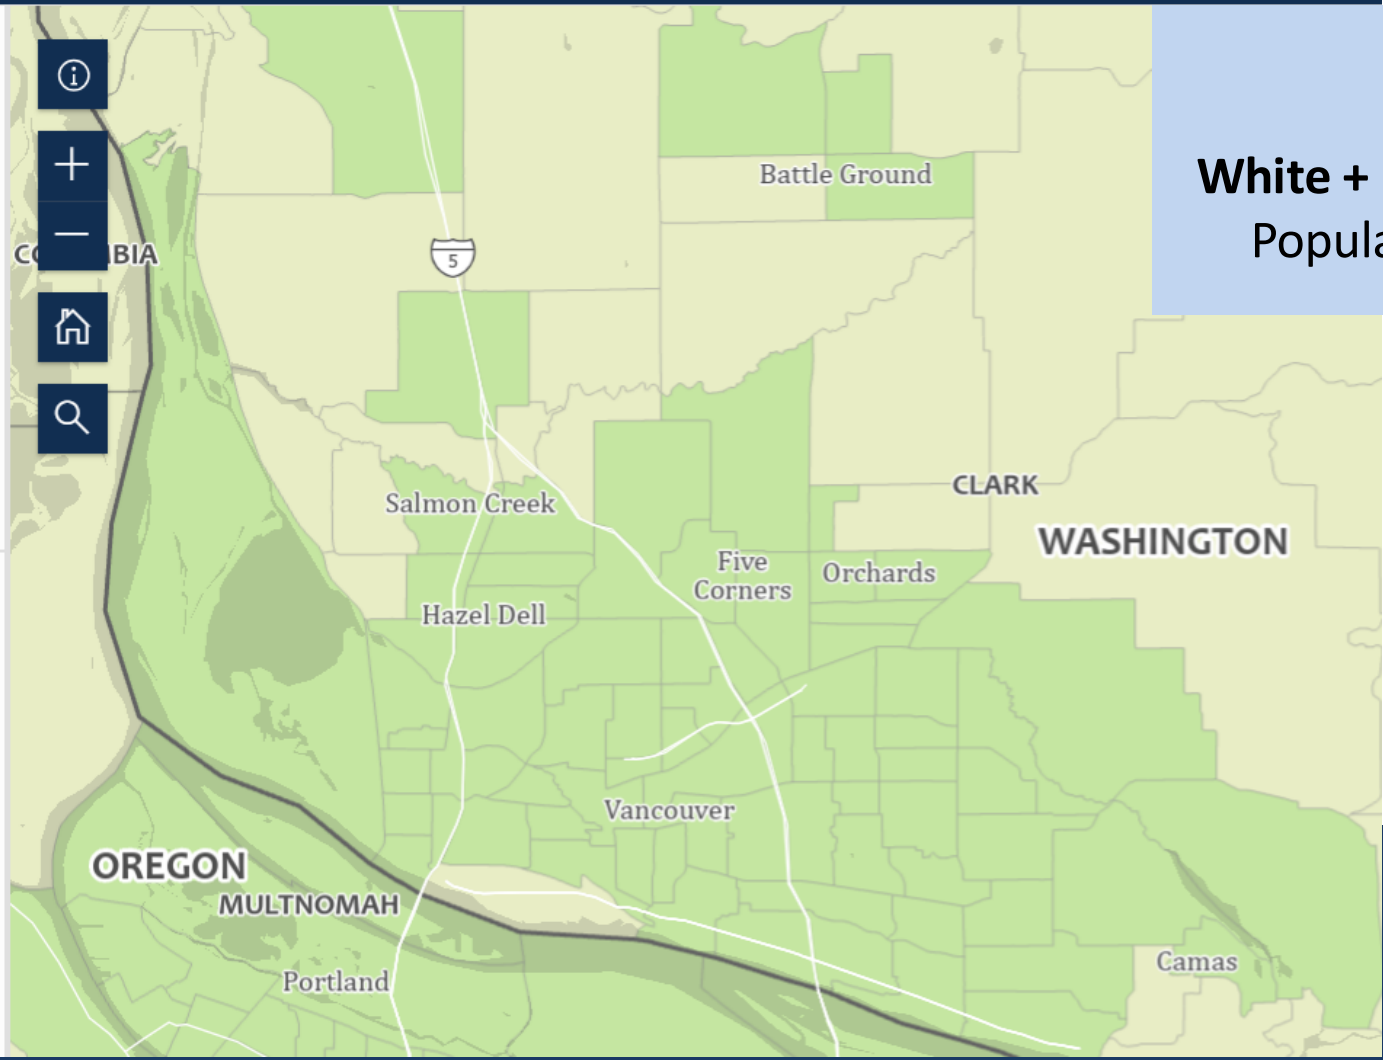 White +
Popula
Battle Ground
5
Salmon Creek
CLARK
WASHINGTON
Five
Corners
Orchards
Hazel Dell
Vancouver
OREGON
MULTNOMAH
Camas
Portland